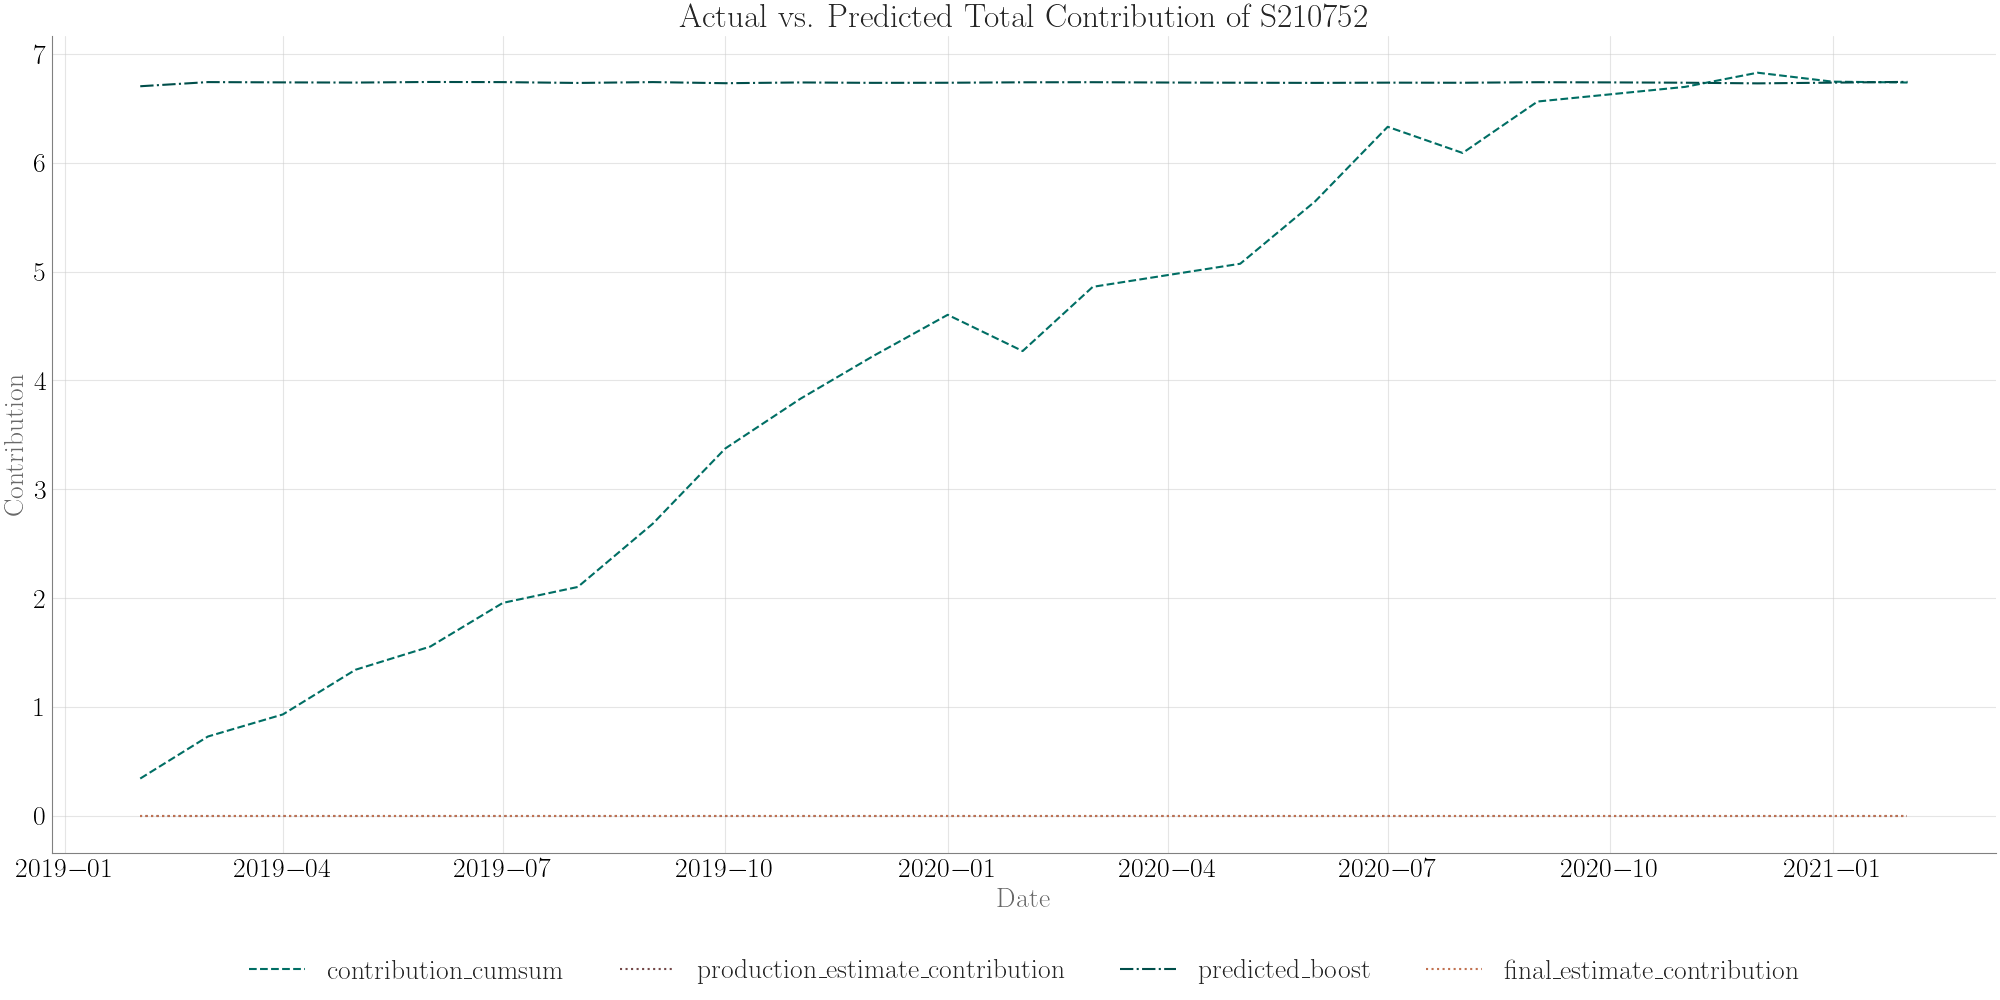 Actual vs. Predicted Total Contribution of S210752
7
6
5
4
3
2
1
0
Contribution
2019−01 2019−04 2019−07 2019−10 2020−01 2020−04 2020−07 2020−10 2021−01
Date
contribution_cumsum production_estimate_contribution predicted_boost final_estimate_contribution